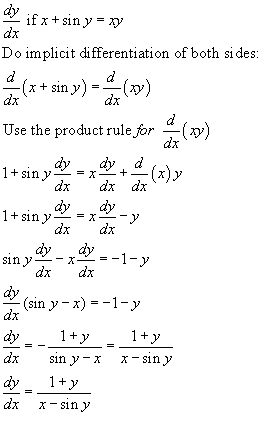 dy/dx if x + sin y = xy
Do implicit differentiation of both sides:
d/dx (x + sin y) = d/dx (xy)
Use the product rule for d/dx (xy)
1 + sin y dy/dx = x dy/dx + d/dx (x) y
1 + sin y dy/dx = x dy/dx − y
sin y dy/dx − x dy/dx = −1 − y
dy/dx (sin y − x) = −1 − y
dy/dx = − (1 + y)/(sin y − x) = (1 + y)/(x − sin y)
dy/dx = (1 + y)/(x − sin y)